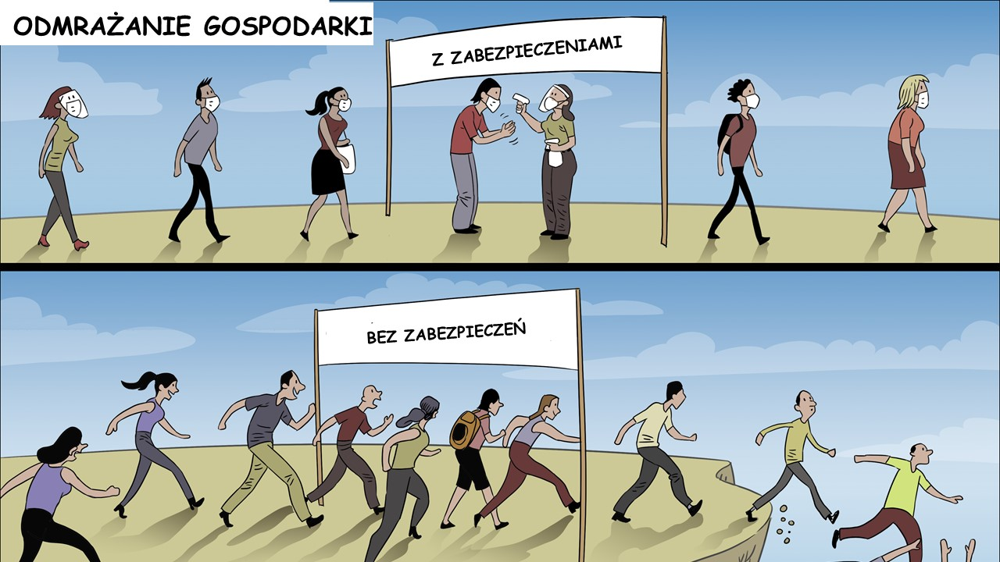 ODMRAŻANIE GOSPODARKI
Z ZABEZPIECZENIAMI
BEZ ZABEZPIECZEŃ